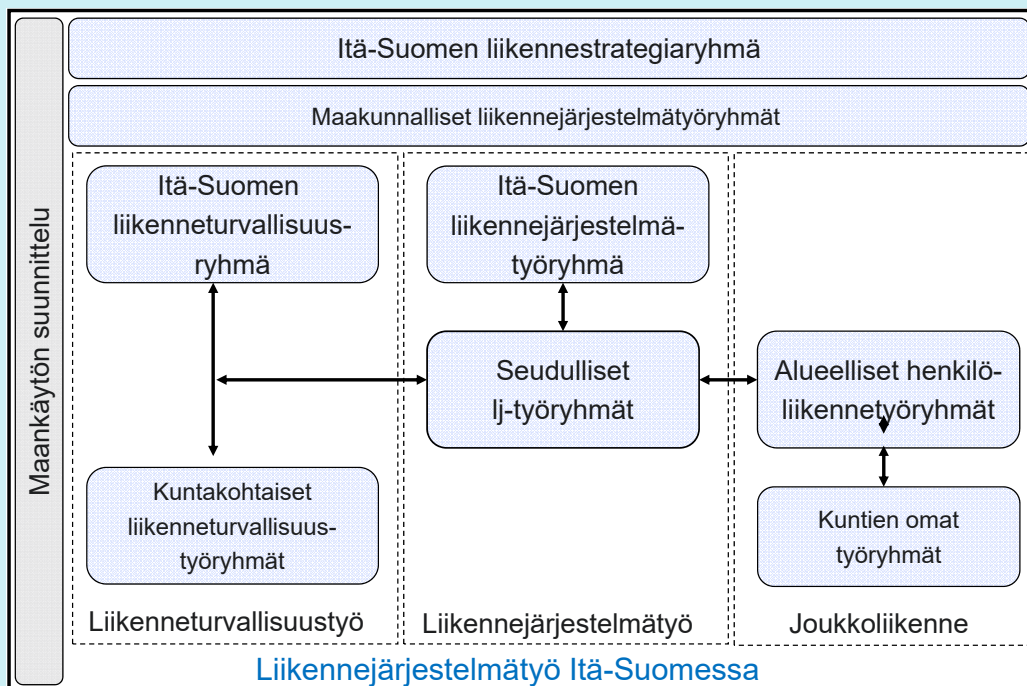 Itä-Suomen liikennestrategiaryhmä
Maakunnalliset liikennejärjestelmätyöryhmät
Maankäytön suunnittelu
Itä-Suomen
liikenneturvallisuus-
ryhmä
Itä-Suomen
liikennejärjestelmä-
työryhmä
Seudulliset
lj-työryhmät
Alueelliset henkilö-
liikennetyöryhmät
Kuntakohtaiset
liikenneturvallisuus-
työryhmät
Kuntien omat
työryhmät
Liikenneturvallisuustyö
Liikennejärjestelmätyö
Joukkoliikenne
Liikennejärjestelmätyö Itä-Suomessa